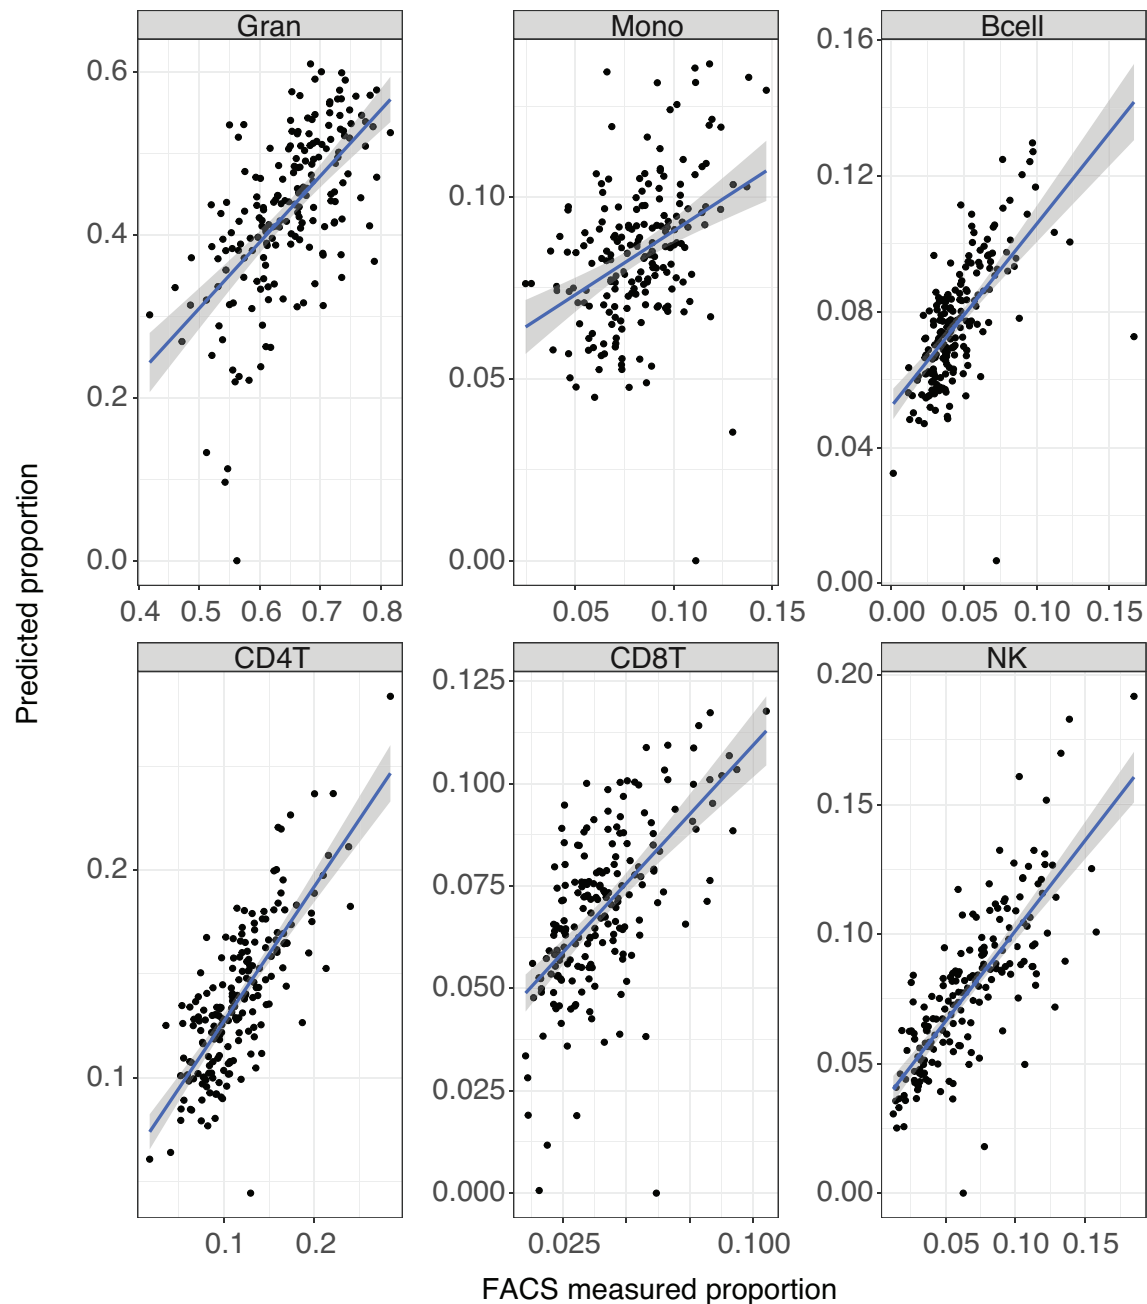 Gran
Mono
Bcell
0.6
0.4
0.2
0.0
0.10
0.05
0.00
0.16
0.12
0.08
0.04
0.00
0.4 0.5 0.6 0.7 0.8
0.05 0.10 0.15
0.00 0.05 0.10 0.15
Predicted proportion
CD4T
CD8T
NK
0.2
0.1
0.125
0.100
0.075
0.050
0.025
0.000
0.20
0.15
0.10
0.05
0.00
0.1 0.2
0.025 0.100
0.05 0.10 0.15
FACS measured proportion